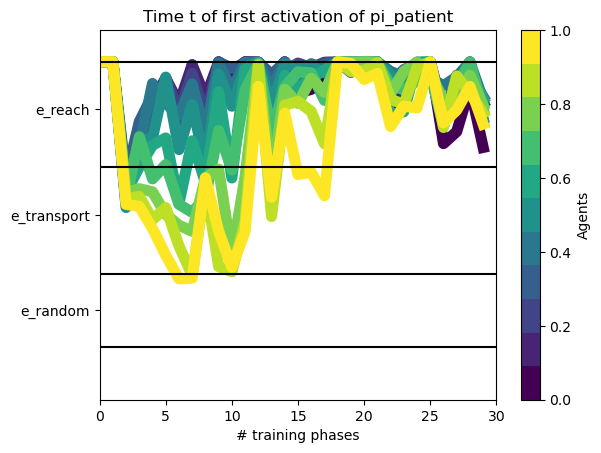 Time t of first activation of pi_patient
e_reach
e_transport
e_random
0 5 10 15 20 25 30
# training phases
1.0
0.8
0.6
0.4
0.2
0.0
Agents